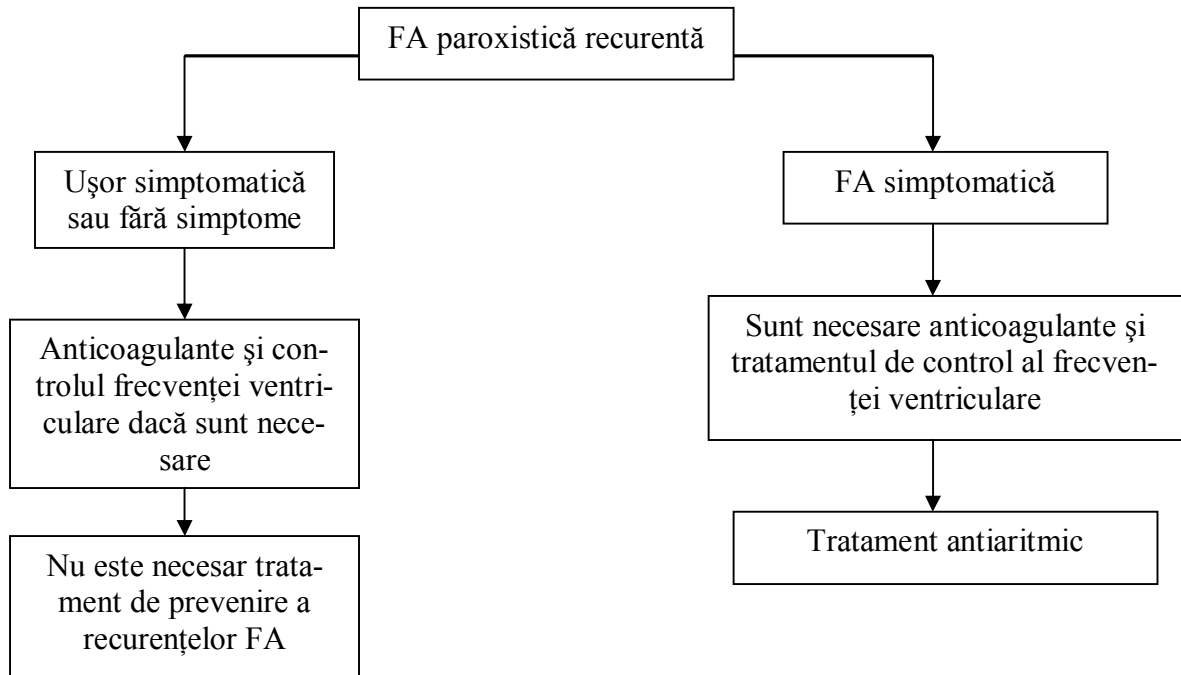 FA paroxistică recurentă
Uşor simptomatică
sau fără simptome
FA simptomatică
Anticoagulante şi con-
trolul frecvenței ventri-
culare dacă sunt nece-
sare
Sunt necesare anticoagulante şi
tratamentul de control al frecven-
ței ventriculare
Nu este necesar trata-
ment de prevenire a
recurențelor FA
Tratament antiaritmic